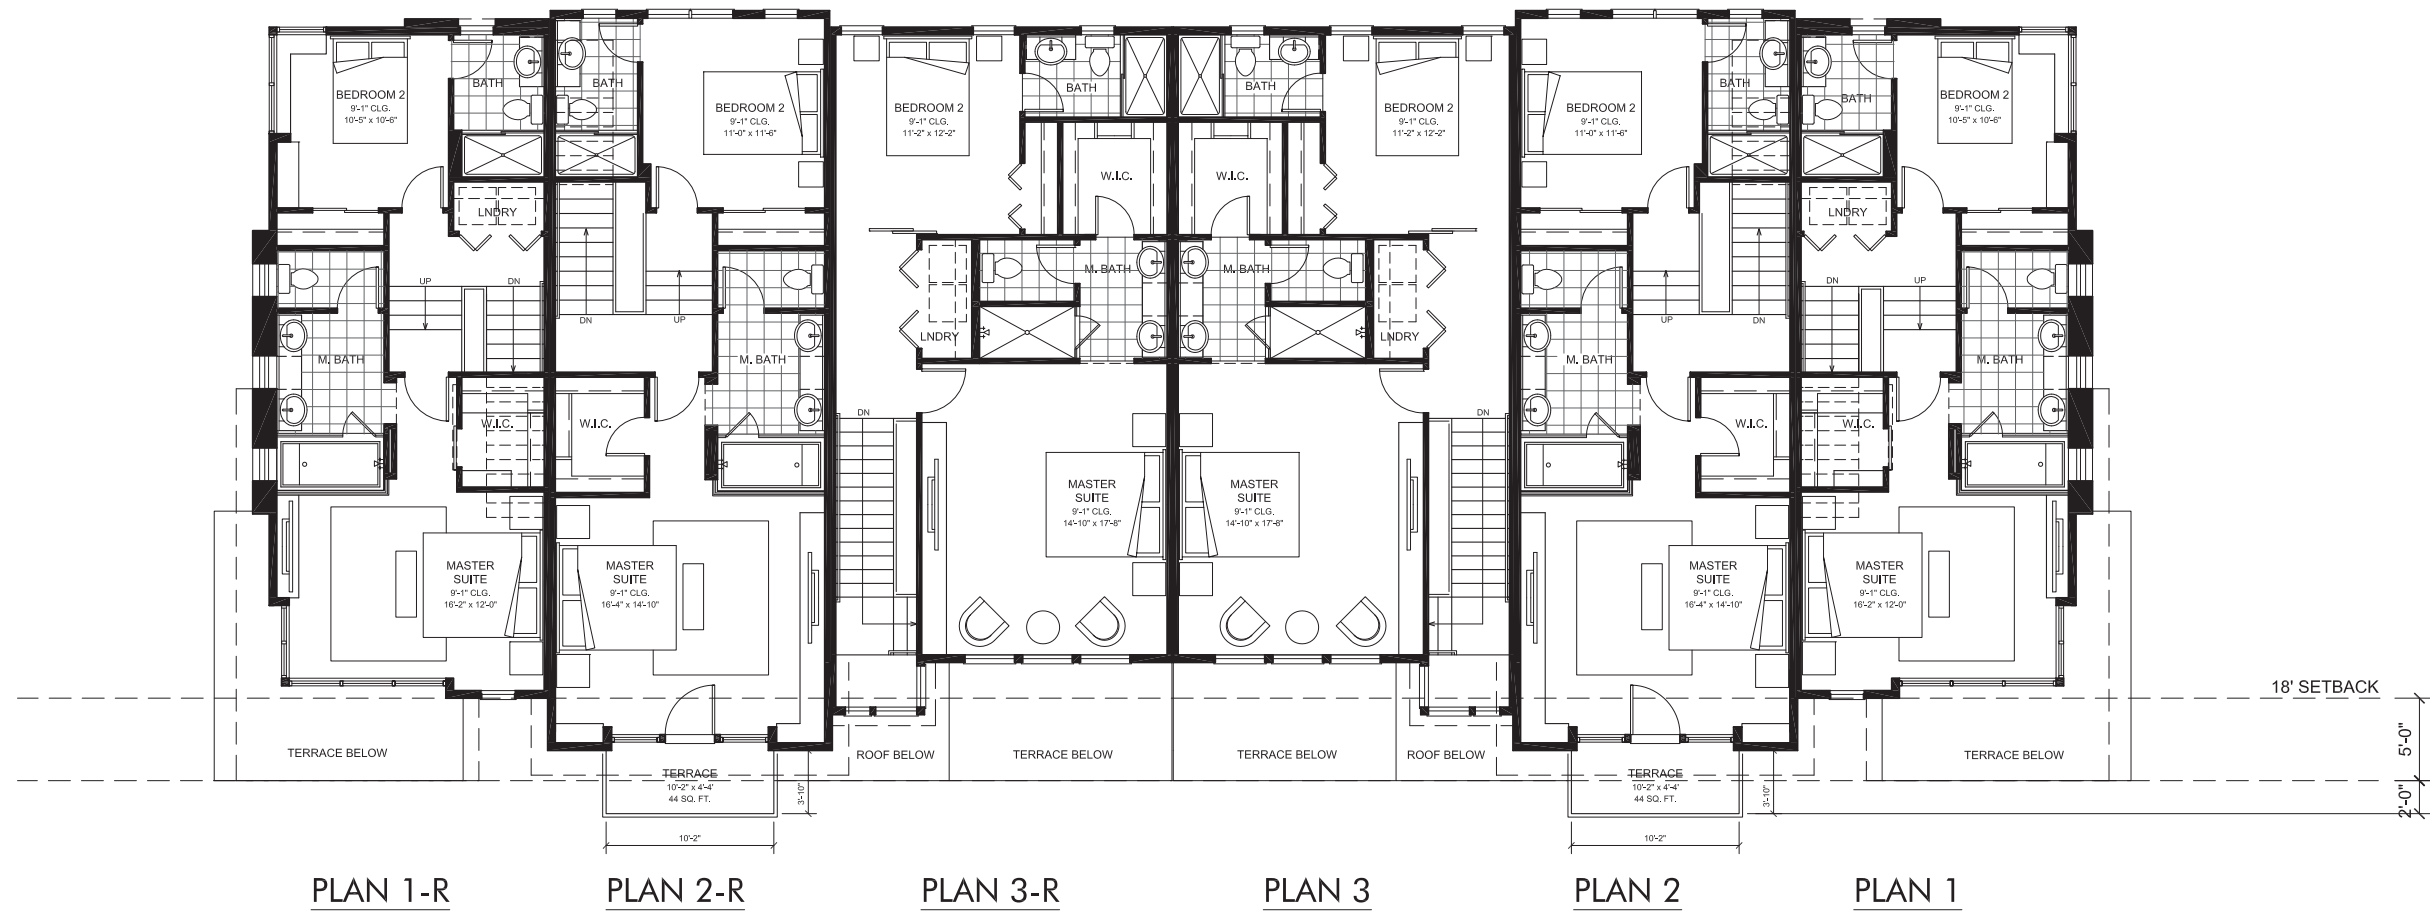 BEDROOM 2
9'-1" CLG.
10'-5" x 10'-6"
BATH
LNDRY
UP
DN
M. BATH
W.I.C.
MASTER
SUITE
9'-1" CLG.
16'-2" x 12'-0"
TERRACE BELOW
BATH
BEDROOM 2
9'-1" CLG.
11'-0" x 11'-6"
DN
UP
M. BATH
W.I.C.
MASTER
SUITE
9'-1" CLG.
16'-4" x 14'-10"
TERRACE
10'-2" x 4'-4'
44 SQ. FT.
3'-10"
10'-2"
BEDROOM 2
9'-1" CLG.
11'-2" x 12'-2"
BATH
W.I.C.
M. BATH
LNDRY
DN
MASTER
SUITE
9'-1" CLG.
14'-10" x 17'-8"
ROOF BELOW
TERRACE BELOW
BATH
BEDROOM 2
9'-1" CLG.
11'-2" x 12'-2"
W.I.C.
M. BATH
LNDRY
DN
MASTER
SUITE
9'-1" CLG.
14'-10" x 17'-8"
TERRACE BELOW
ROOF BELOW
BEDROOM 2
9'-1" CLG.
11'-0" x 11'-6"
BATH
UP
DN
M. BATH
W.I.C.
MASTER
SUITE
9'-1" CLG.
16'-4" x 14'-10"
TERRACE
10'-2" x 4'-4'
44 SQ. FT.
3'-10"
10'-2"
BATH
BEDROOM 2
9'-1" CLG.
10'-5" x 10'-6"
LNDRY
DN
UP
M. BATH
W.I.C.
MASTER
SUITE
9'-1" CLG.
16'-2" x 12'-0"
TERRACE BELOW
18' SETBACK
5'-0"
2'-0"
PLAN 1-R
PLAN 2-R
PLAN 3-R
PLAN 3
PLAN 2
PLAN 1